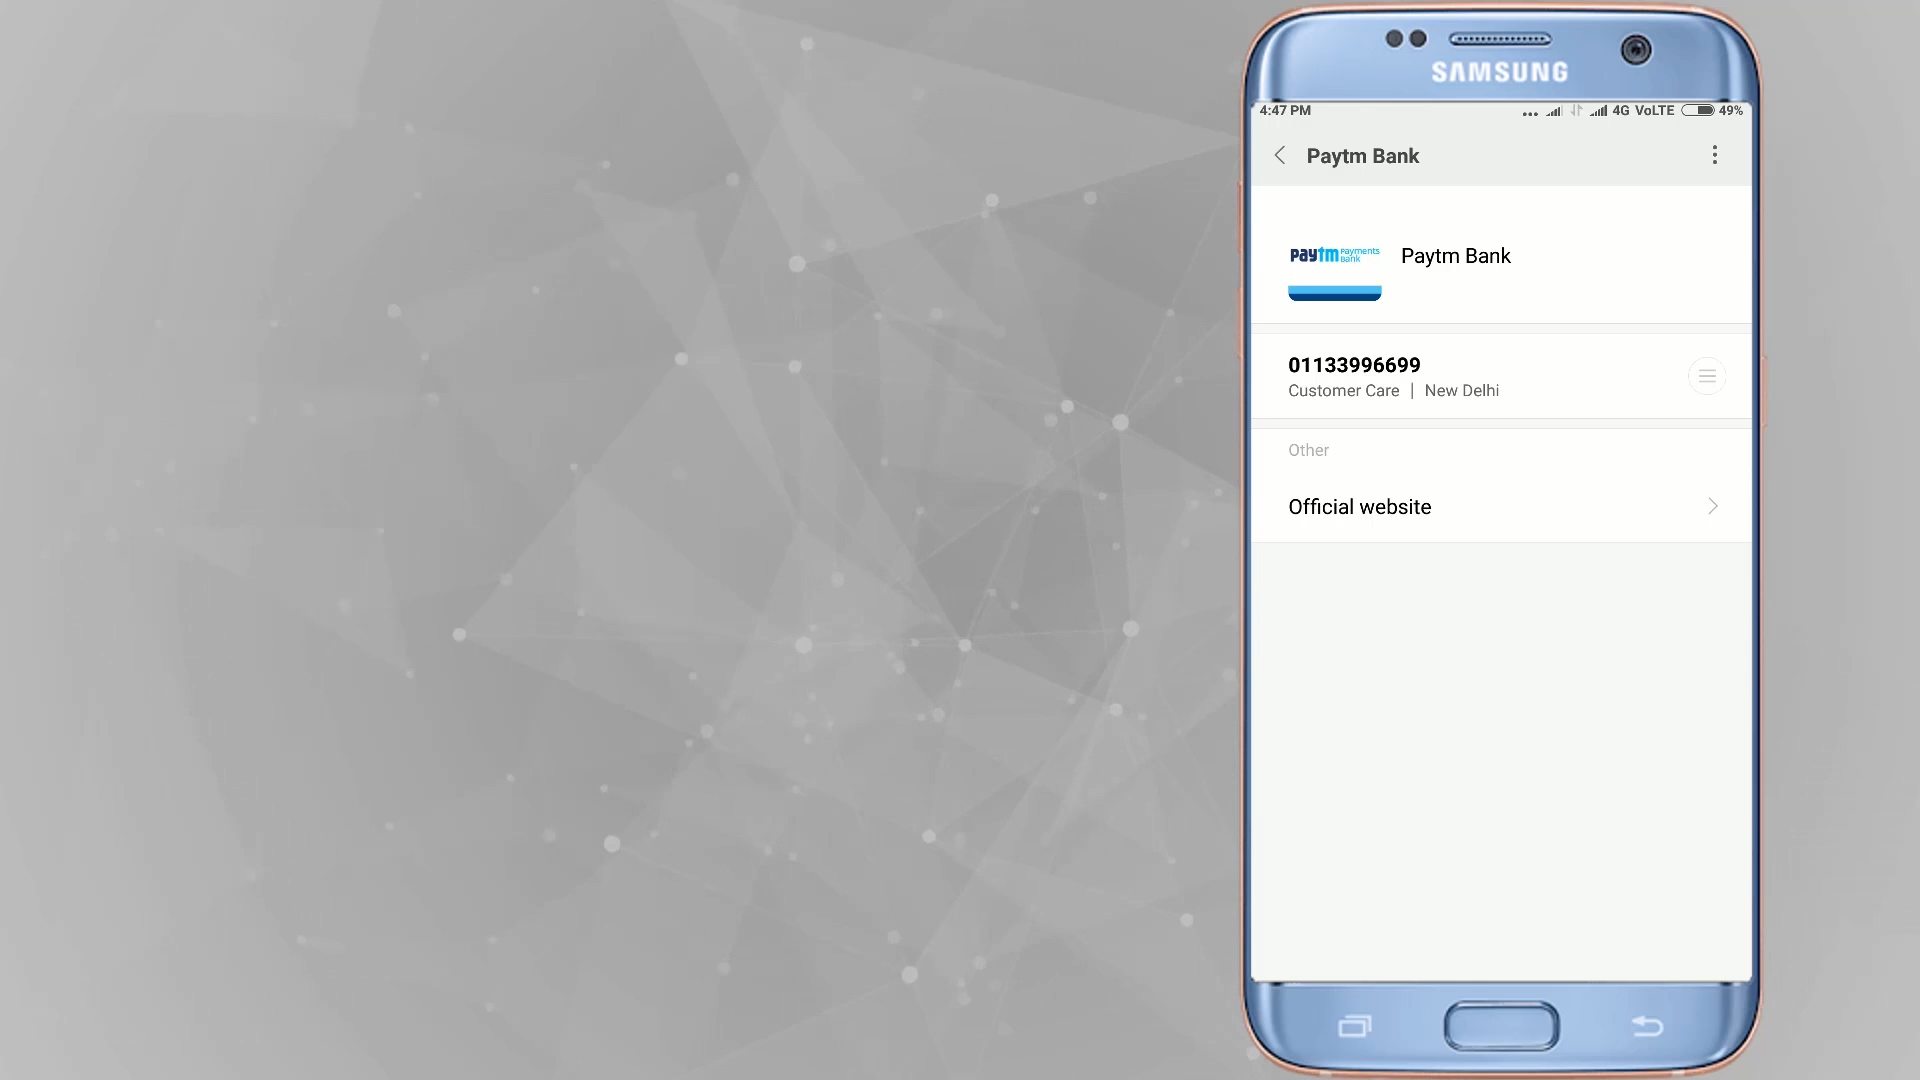 SAMSUNG
4:47 PM
4G VoLTE 49%
Paytm Bank
paytm Payments Bank
Paytm Bank
01133996699
Customer Care | New Delhi
Other
Official website